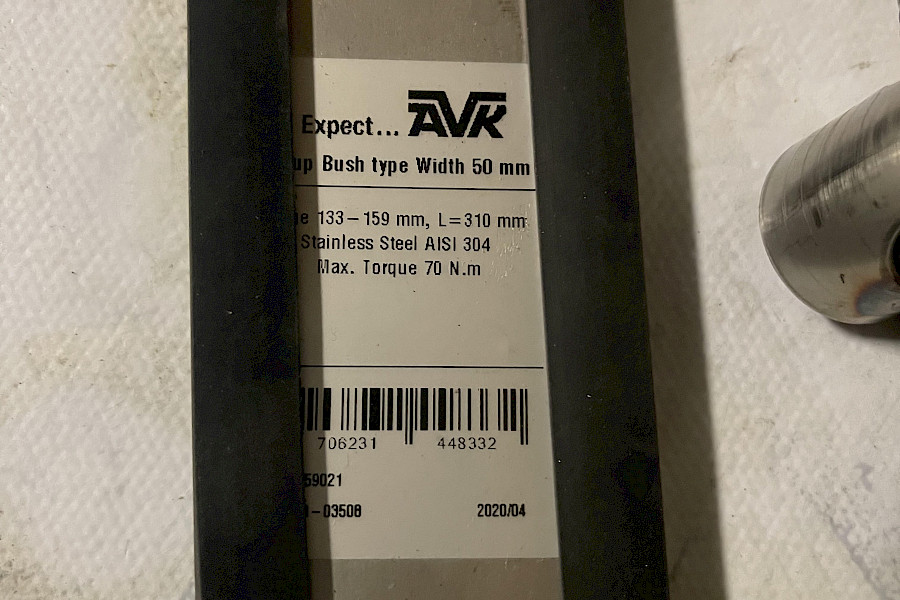 Expect... AVK
up Bush type Width 50 mm
133–159 mm, L=310 mm
Stainless Steel AISI 304
Max. Torque 70 N.m
706231 448332
59021
–03508 2020/04